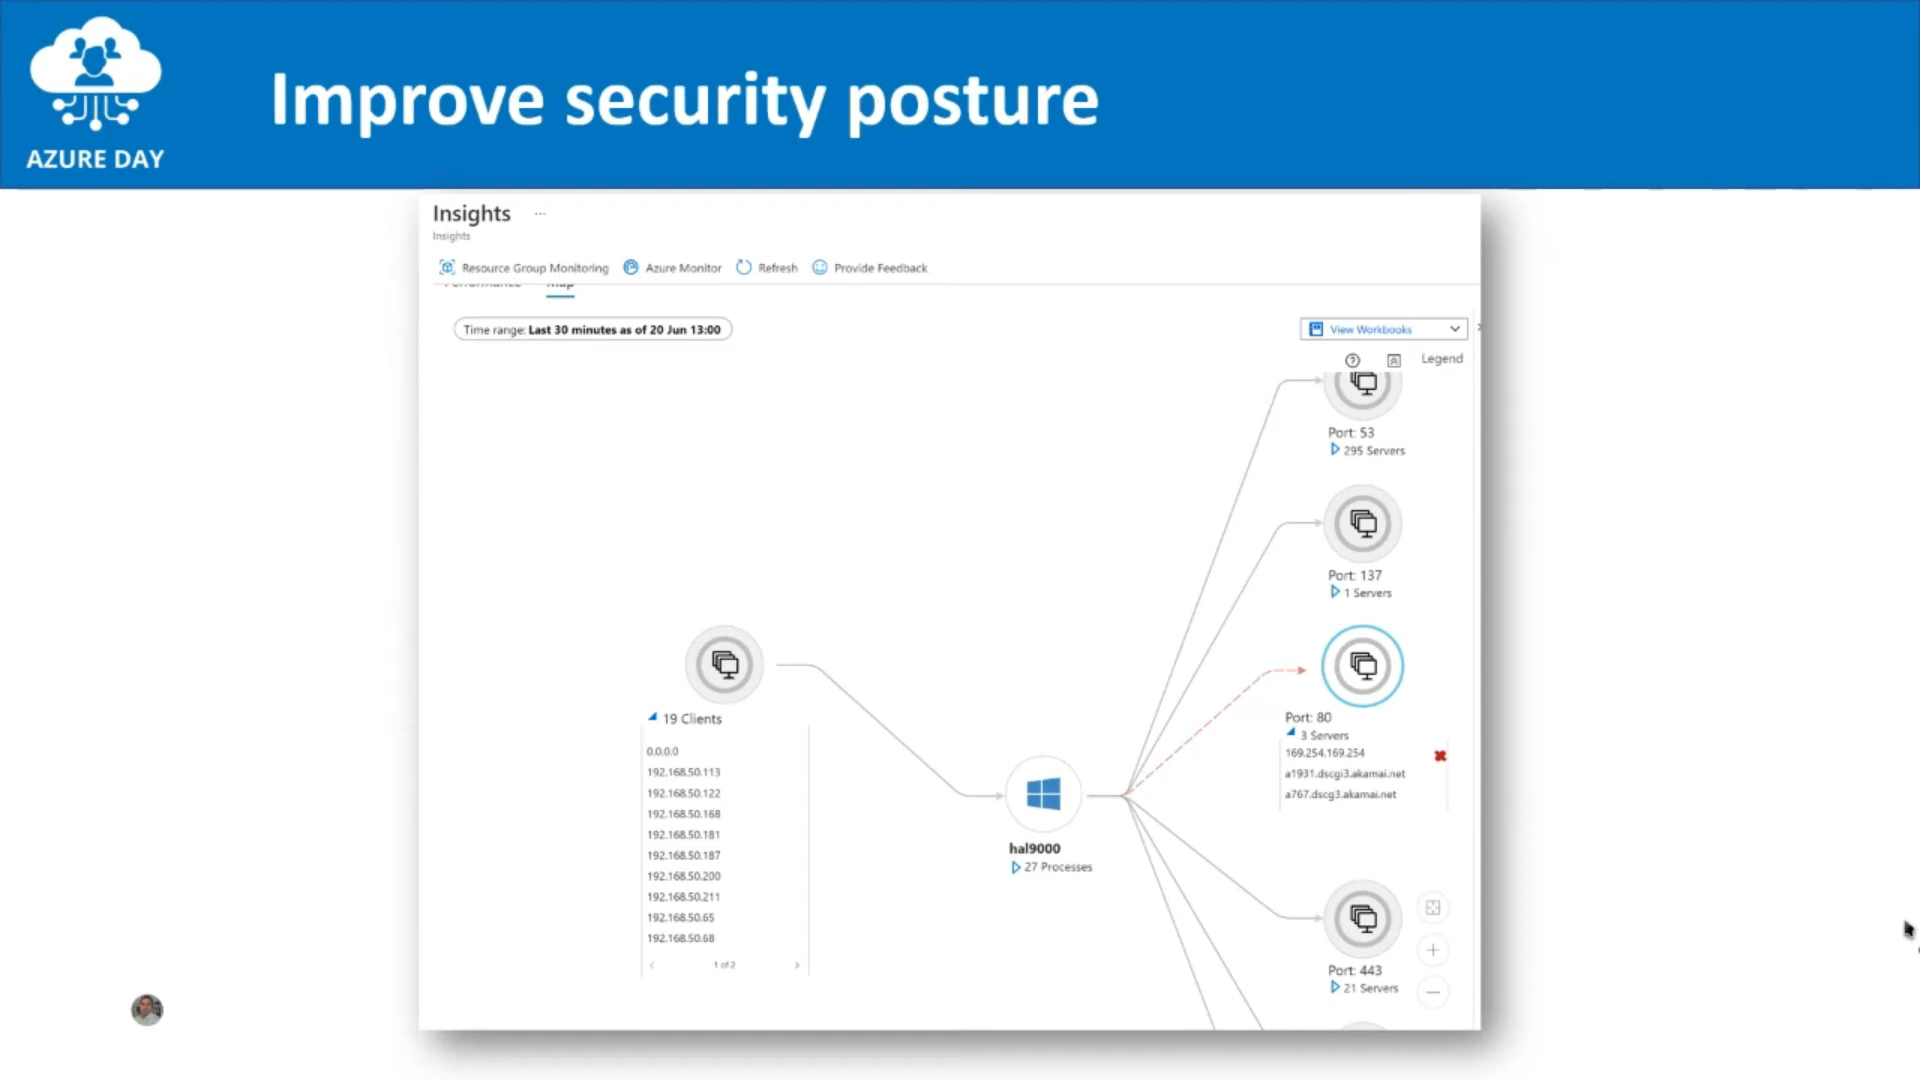 AZURE DAY
Improve security posture
Insights ...
Insights
Resource Group Monitoring Azure Monitor Refresh Provide Feedback
Performance Map
Time range: Last 30 minutes as of 20 Jun 13:00
View Workbooks
Legend
Port: 53
295 Servers
Port: 137
1 Servers
19 Clients
0.0.0.0
192.168.50.113
192.168.50.122
192.168.50.168
192.168.50.181
192.168.50.187
192.168.50.200
192.168.50.211
192.168.50.65
192.168.50.68
1 of 2
hal9000
27 Processes
Port: 80
3 Servers
169.254.169.254
a1931.dscgi3.akamai.net
a767.dscg3.akamai.net
Port: 443
21 Servers